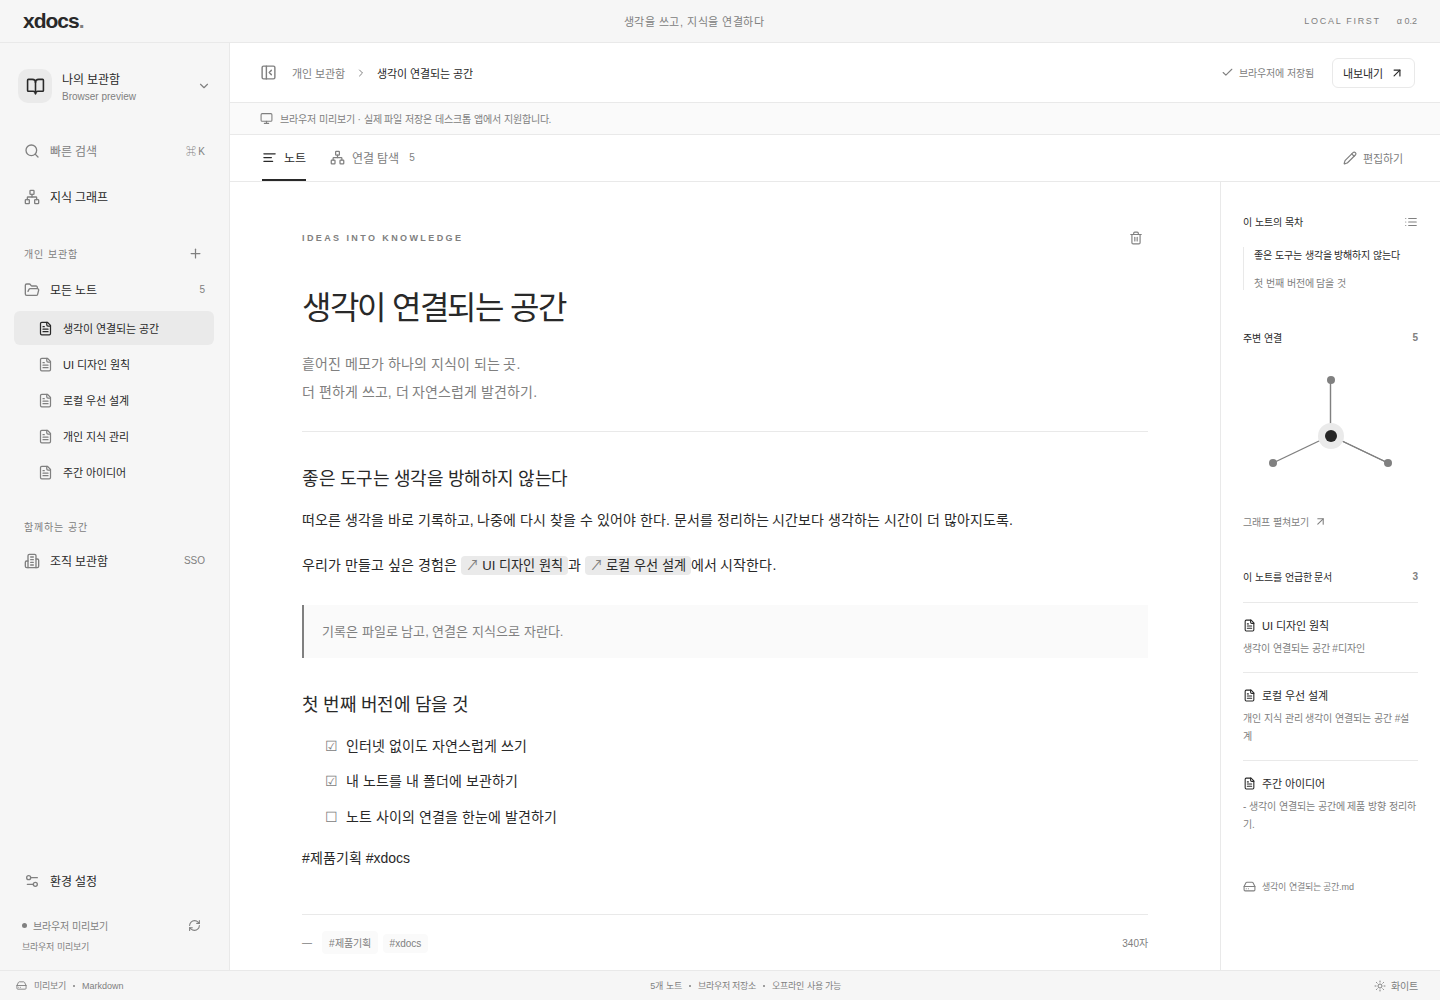 xdocs.
생각을 쓰고, 지식을 연결하다
LOCAL FIRST α 0.2
나의 보관함
Browser preview
빠른 검색 ⌘K
지식 그래프
개인 보관함
모든 노트 5
생각이 연결되는 공간
UI 디자인 원칙
로컬 우선 설계
개인 지식 관리
주간 아이디어
함께하는 공간
조직 보관함 SSO
환경 설정
브라우저 미리보기
브라우저 미리보기
개인 보관함 > 생각이 연결되는 공간
브라우저에 저장됨 내보내기
브라우저 미리보기 · 실제 파일 저장은 데스크톱 앱에서 지원합니다.
노트 연결 탐색 5 편집하기
IDEAS INTO KNOWLEDGE
생각이 연결되는 공간
흩어진 메모가 하나의 지식이 되는 곳.
더 편하게 쓰고, 더 자연스럽게 발견하기.
좋은 도구는 생각을 방해하지 않는다
떠오른 생각을 바로 기록하고, 나중에 다시 찾을 수 있어야 한다. 문서를 정리하는 시간보다 생각하는 시간이 더 많아지도록.
우리가 만들고 싶은 경험은 ↗ UI 디자인 원칙과 ↗ 로컬 우선 설계에서 시작한다.
기록은 파일로 남고, 연결은 지식으로 자란다.
첫 번째 버전에 담을 것
☑ 인터넷 없이도 자연스럽게 쓰기
☑ 내 노트를 내 폴더에 보관하기
☐ 노트 사이의 연결을 한눈에 발견하기
#제품기획 #xdocs
— #제품기획 #xdocs 340자
이 노트의 목차
좋은 도구는 생각을 방해하지 않는다
첫 번째 버전에 담을 것
주변 연결 5
그래프 펼쳐보기
이 노트를 언급한 문서 3
UI 디자인 원칙
생각이 연결되는 공간 #디자인
로컬 우선 설계
개인 지식 관리 생각이 연결되는 공간 #설
계
주간 아이디어
- 생각이 연결되는 공간에 제품 방향 정리하
기.
생각이 연결되는 공간.md
미리보기 · Markdown
5개 노트 · 브라우저 저장소 · 오프라인 사용 가능
화이트